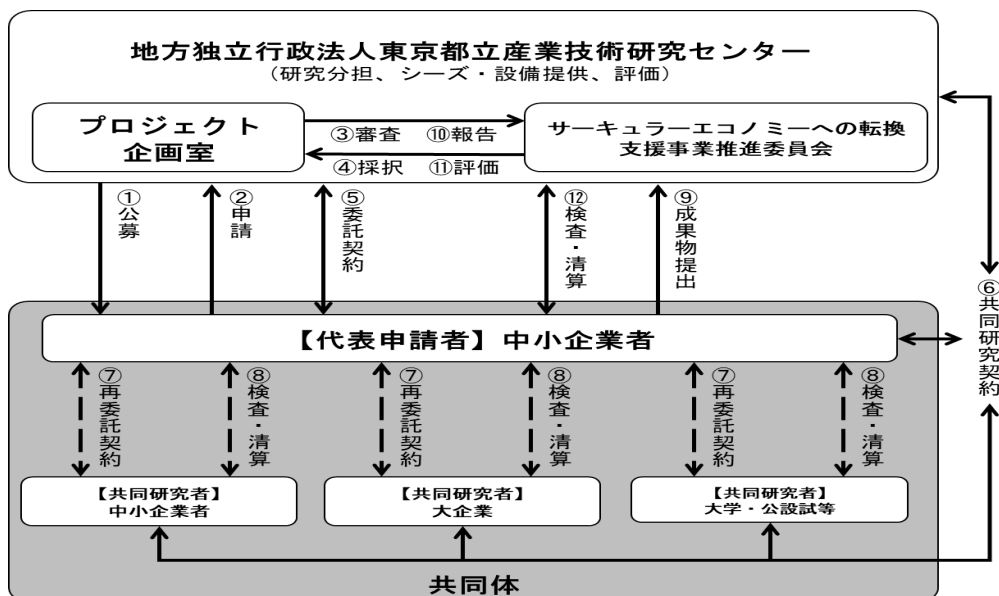 地方独立行政法人東京都立産業技術研究センター
（研究分担、シーズ・設備提供、評価）
プロジェクト
企画室
③審査 ⑩報告
④採択 ⑪評価
サーキュラーエコノミーへの転換
支援事業推進委員会
①公募
②申請
⑤委託契約
⑫検査・清算
⑨成果物提出
⑥共同研究契約
【代表申請者】中小企業者
⑦再委託契約
⑧検査・清算
⑦再委託契約
⑧検査・清算
⑦再委託契約
⑧検査・清算
【共同研究者】
中小企業者
【共同研究者】
大企業
【共同研究者】
大学・公設試等
共同体